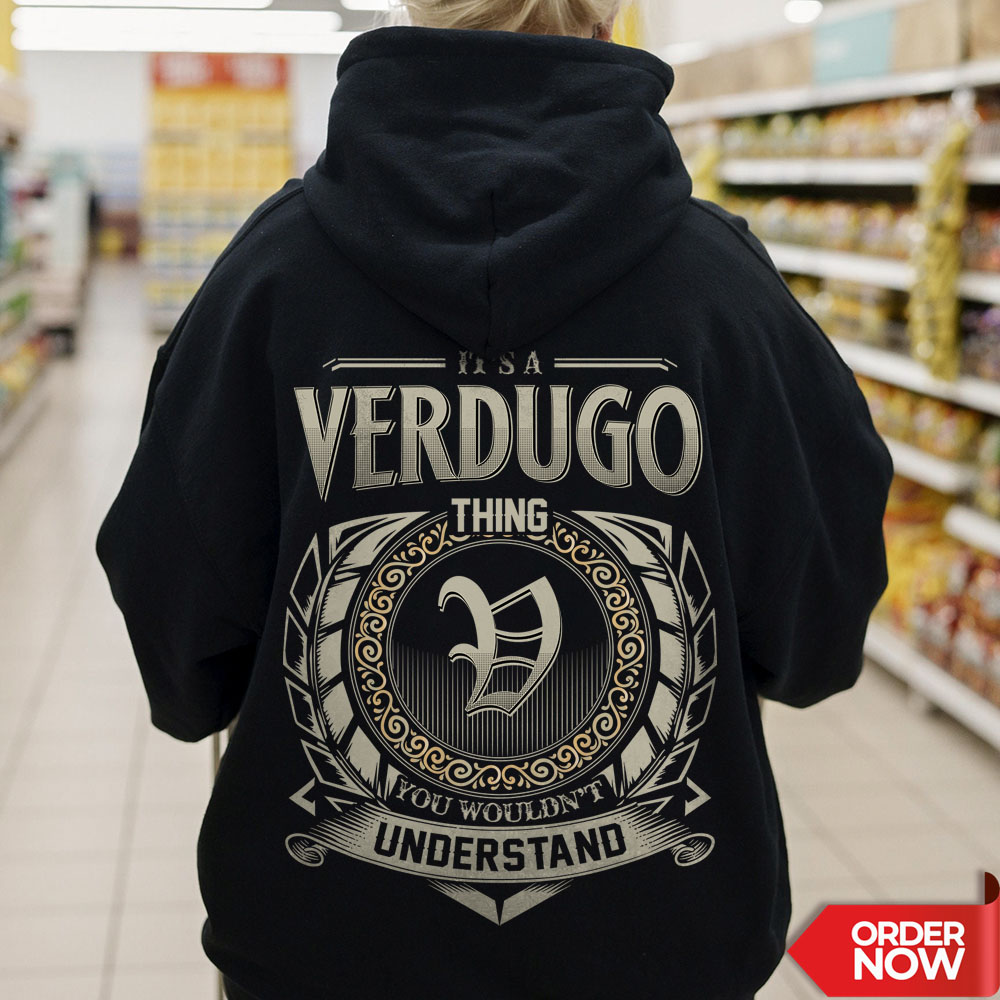 IT'S A
VERDUGO
THING
V
YOU WOULDN'T
UNDERSTAND
ORDER
NOW